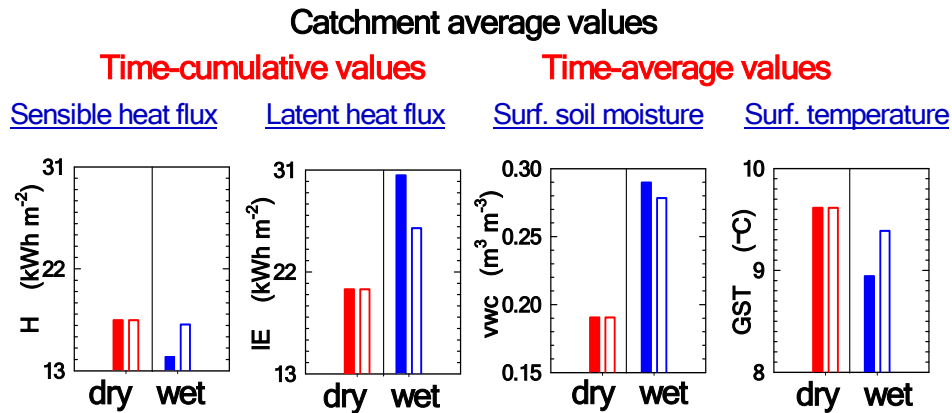 Catchment average values
Time-cumulative values Time-average values
Sensible heat flux Latent heat flux Surf. soil moisture Surf. temperature
H (kWh m-2)
31
22
13
dry wet
lE (kWh m-2)
31
22
13
dry wet
vwc (m3 m-3)
0.30
0.25
0.20
0.15
dry wet
GST (°C)
10
9
8
dry wet